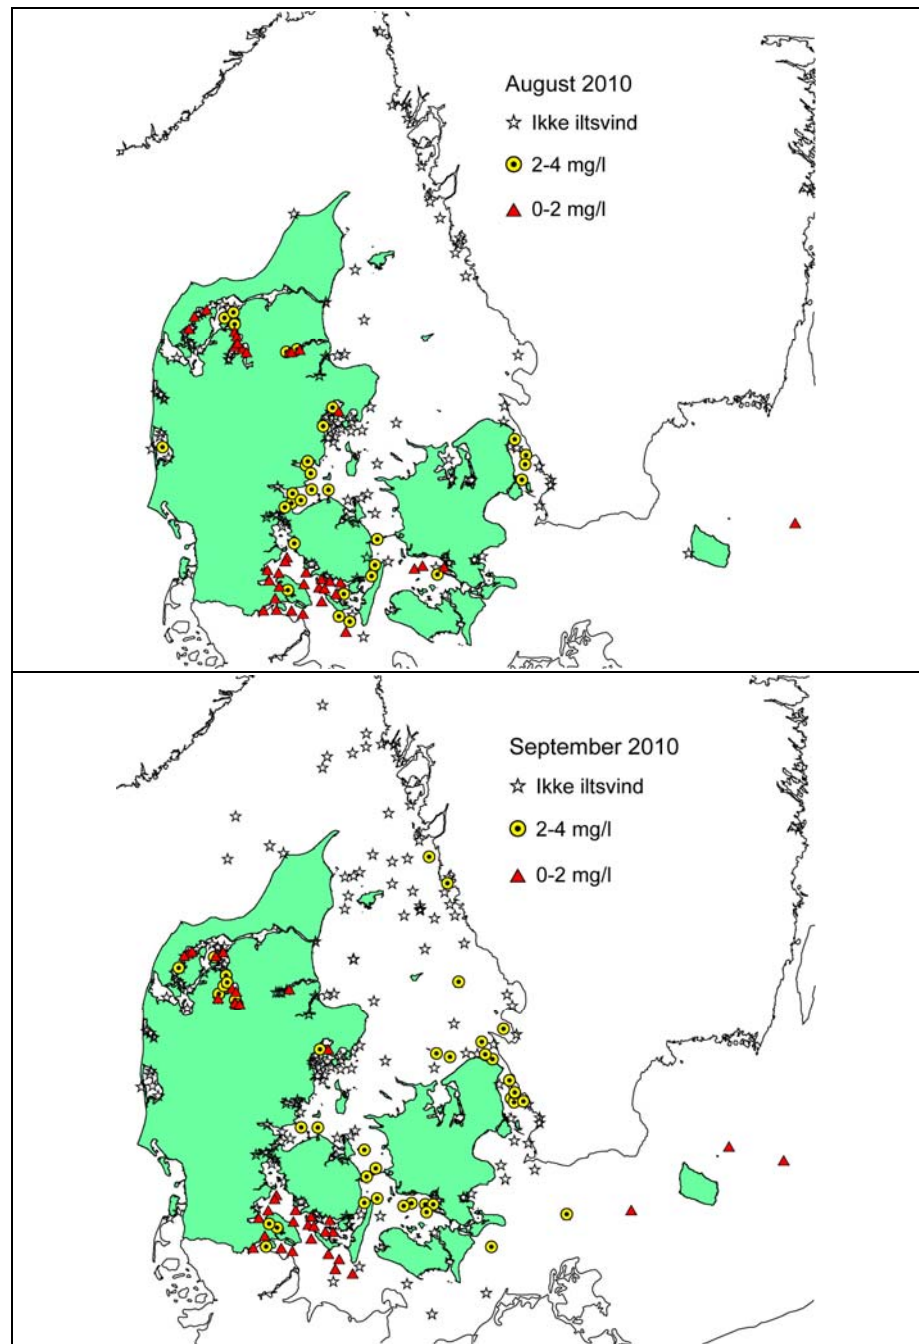 August 2010
Ikke iltsvind
2-4 mg/l
0-2 mg/l
September 2010
Ikke iltsvind
2-4 mg/l
0-2 mg/l